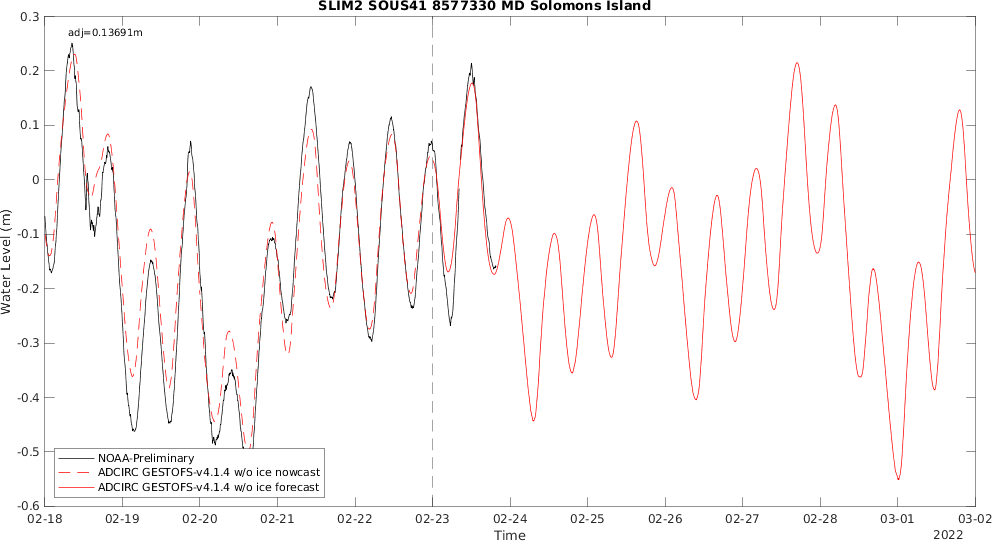 SLIM2 SOUS41 8577330 MD Solomons Island
adj=0.13691m
0.3
0.2
0.1
0
-0.1
-0.2
-0.3
-0.4
-0.5
-0.6
Water Level (m)
NOAA-Preliminary
ADCIRC GESTOFS-v4.1.4 w/o ice nowcast
ADCIRC GESTOFS-v4.1.4 w/o ice forecast
02-18 02-19 02-20 02-21 02-22 02-23 02-24 02-25 02-26 02-27 02-28 03-01 03-02
Time
2022